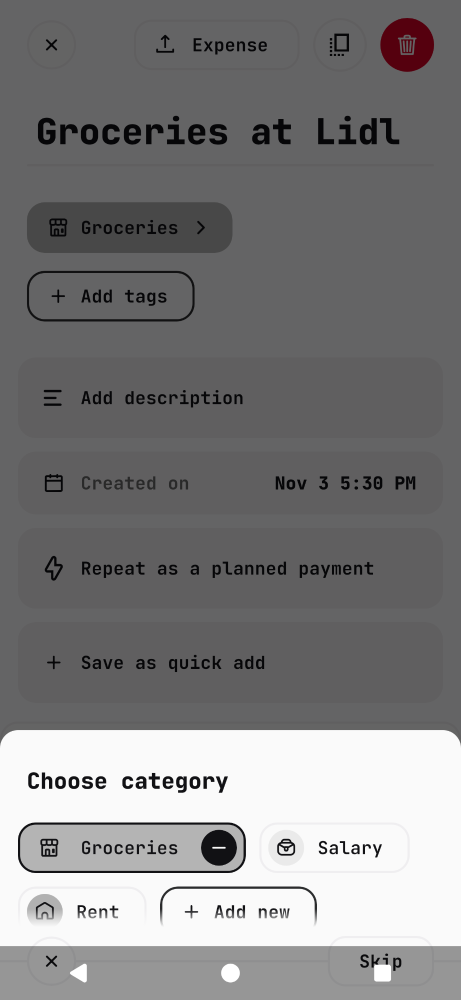 Expense
Groceries at Lidl
Groceries
Add tags
Add description
Created on Nov 3 5:30 PM
Repeat as a planned payment
Save as quick add
Choose category
Groceries Salary
Rent Add new
Skip